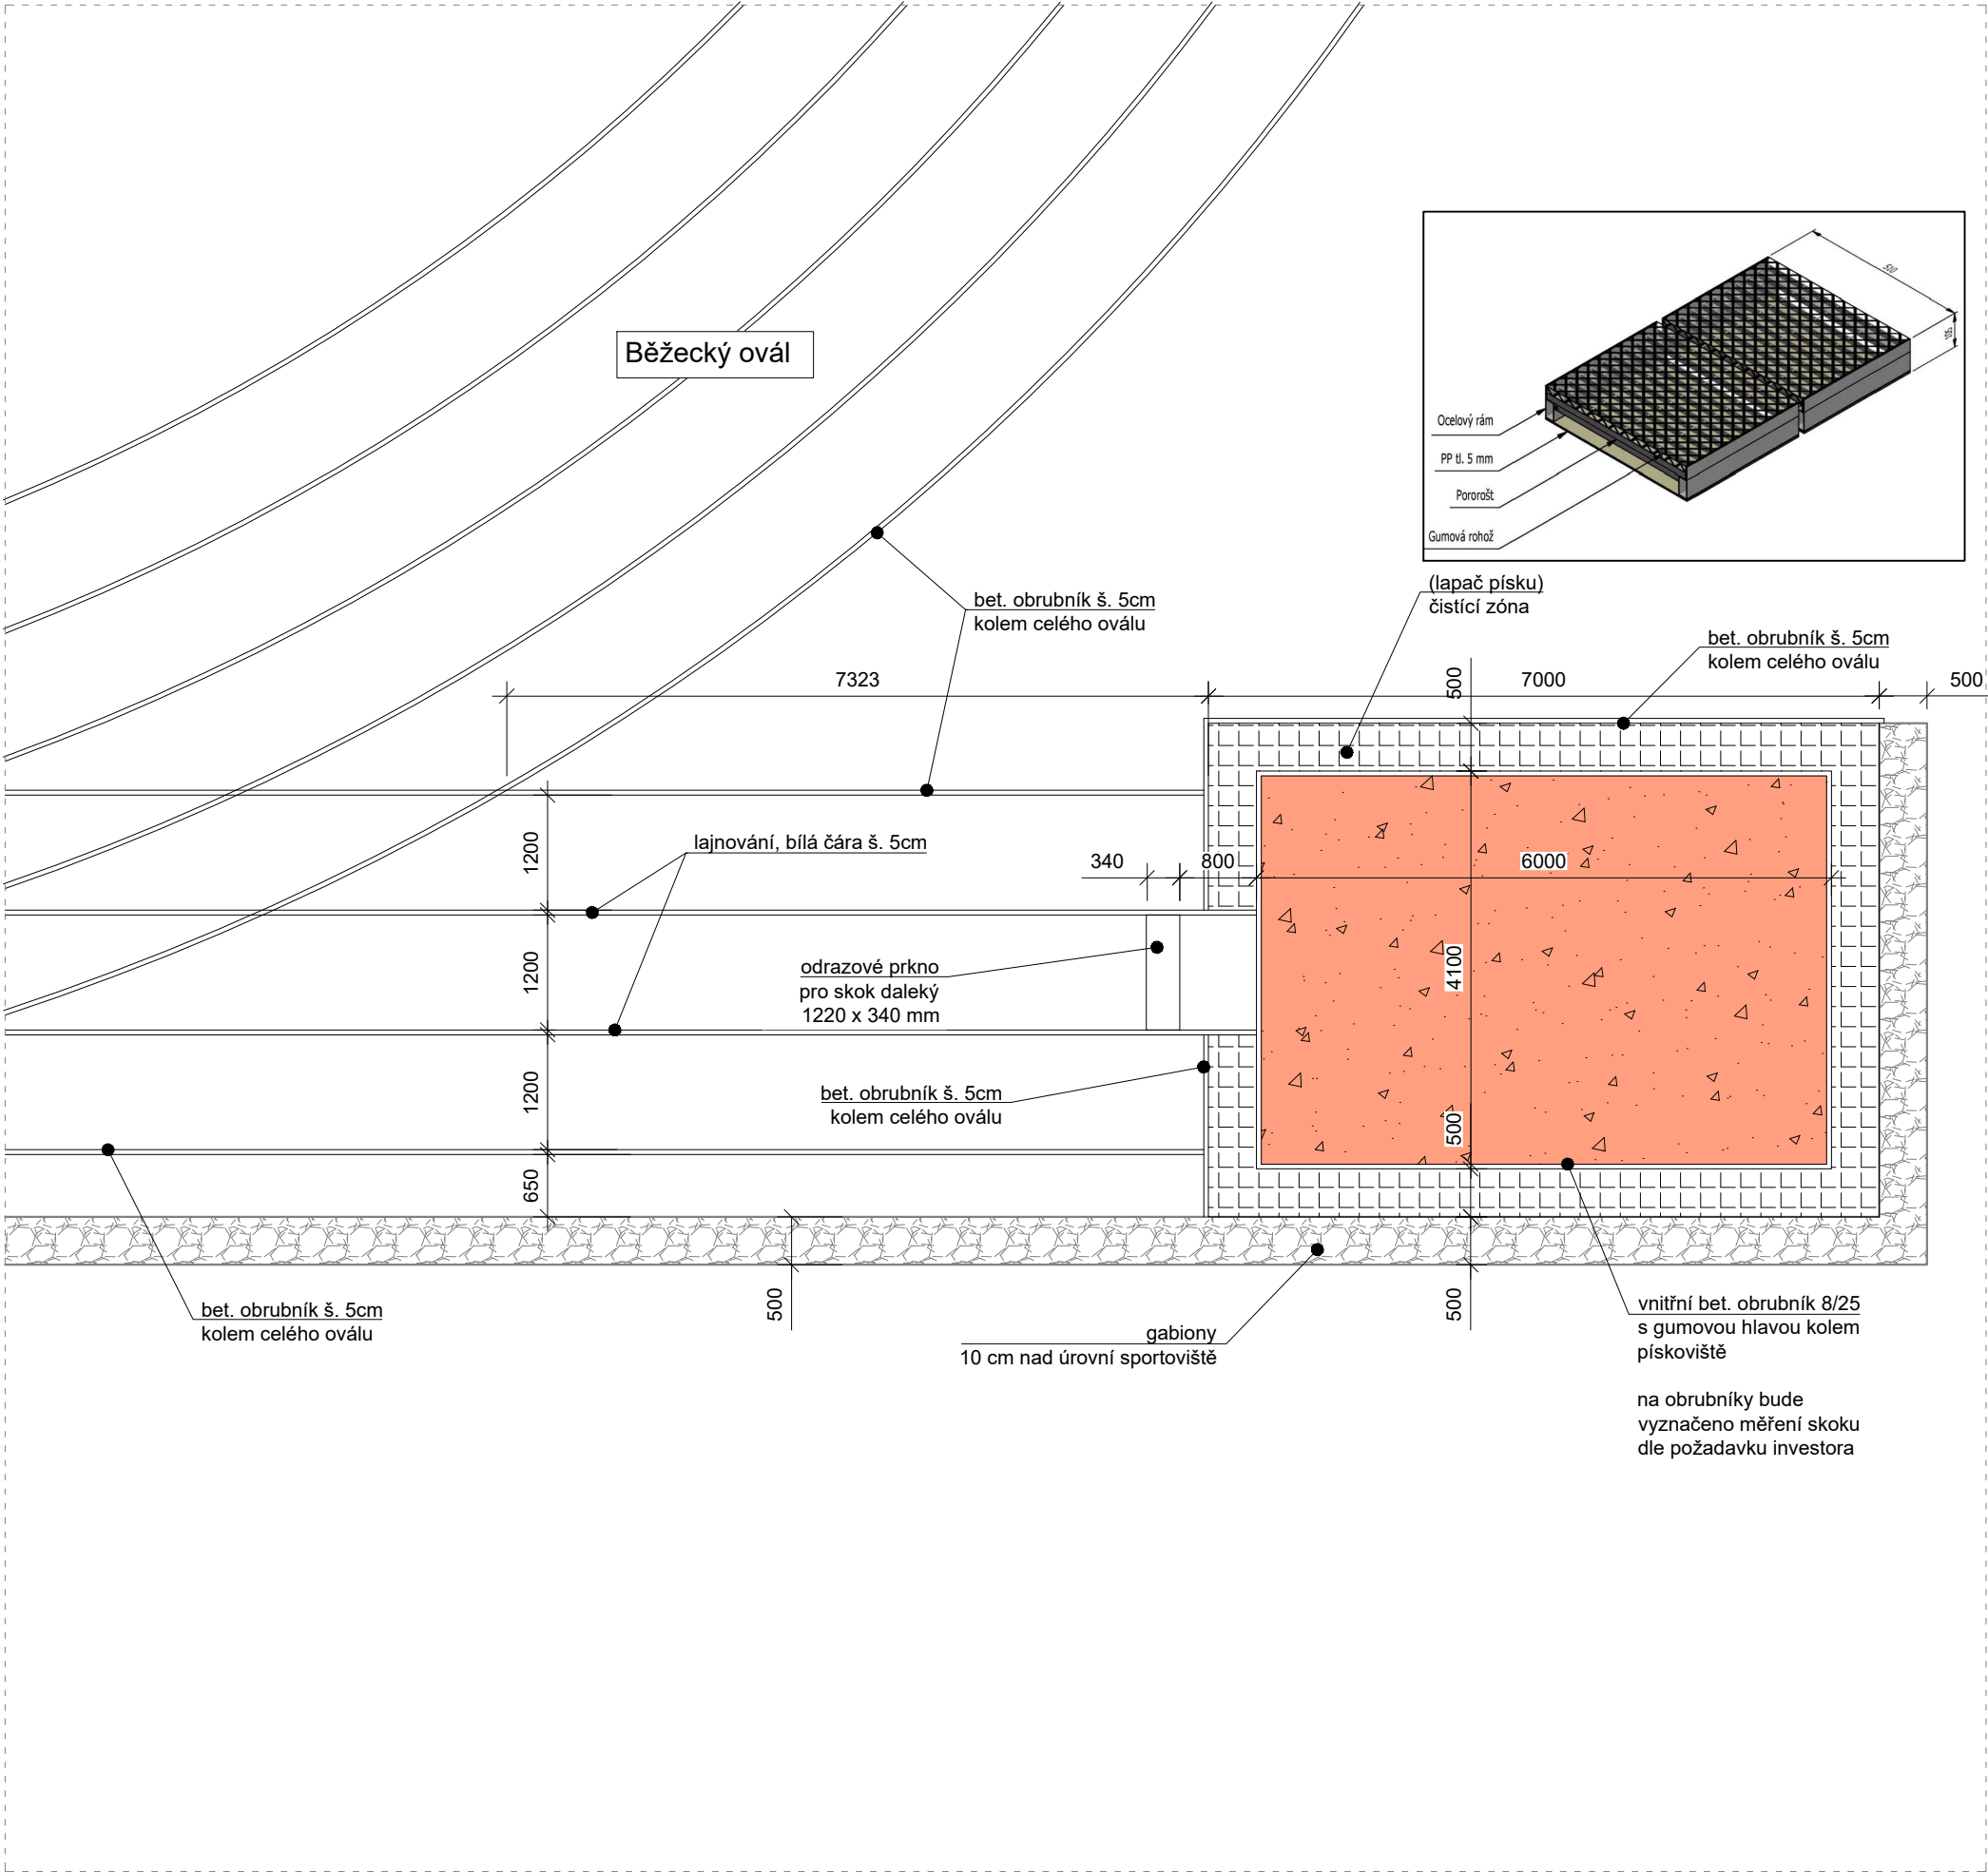 Běžecký ovál
510
105
Ocelový rám
PP tl. 5 mm
Pororošt
Gumová rohož
(lapač písku)
čistící zóna
bet. obrubník š. 5cm
kolem celého oválu
bet. obrubník š. 5cm
kolem celého oválu
7323
500
7000
500
lajnování, bílá čára š. 5cm
1200
340
800
6000
odrazové prkno
pro skok daleký
1220 x 340 mm
1200
4100
bet. obrubník š. 5cm
kolem celého oválu
1200
500
650
bet. obrubník š. 5cm
kolem celého oválu
500
gabiony
10 cm nad úrovní sportoviště
500
vnitřní bet. obrubník 8/25
s gumovou hlavou kolem
pískoviště
na obrubníky bude
vyznačeno měření skoku
dle požadavku investora